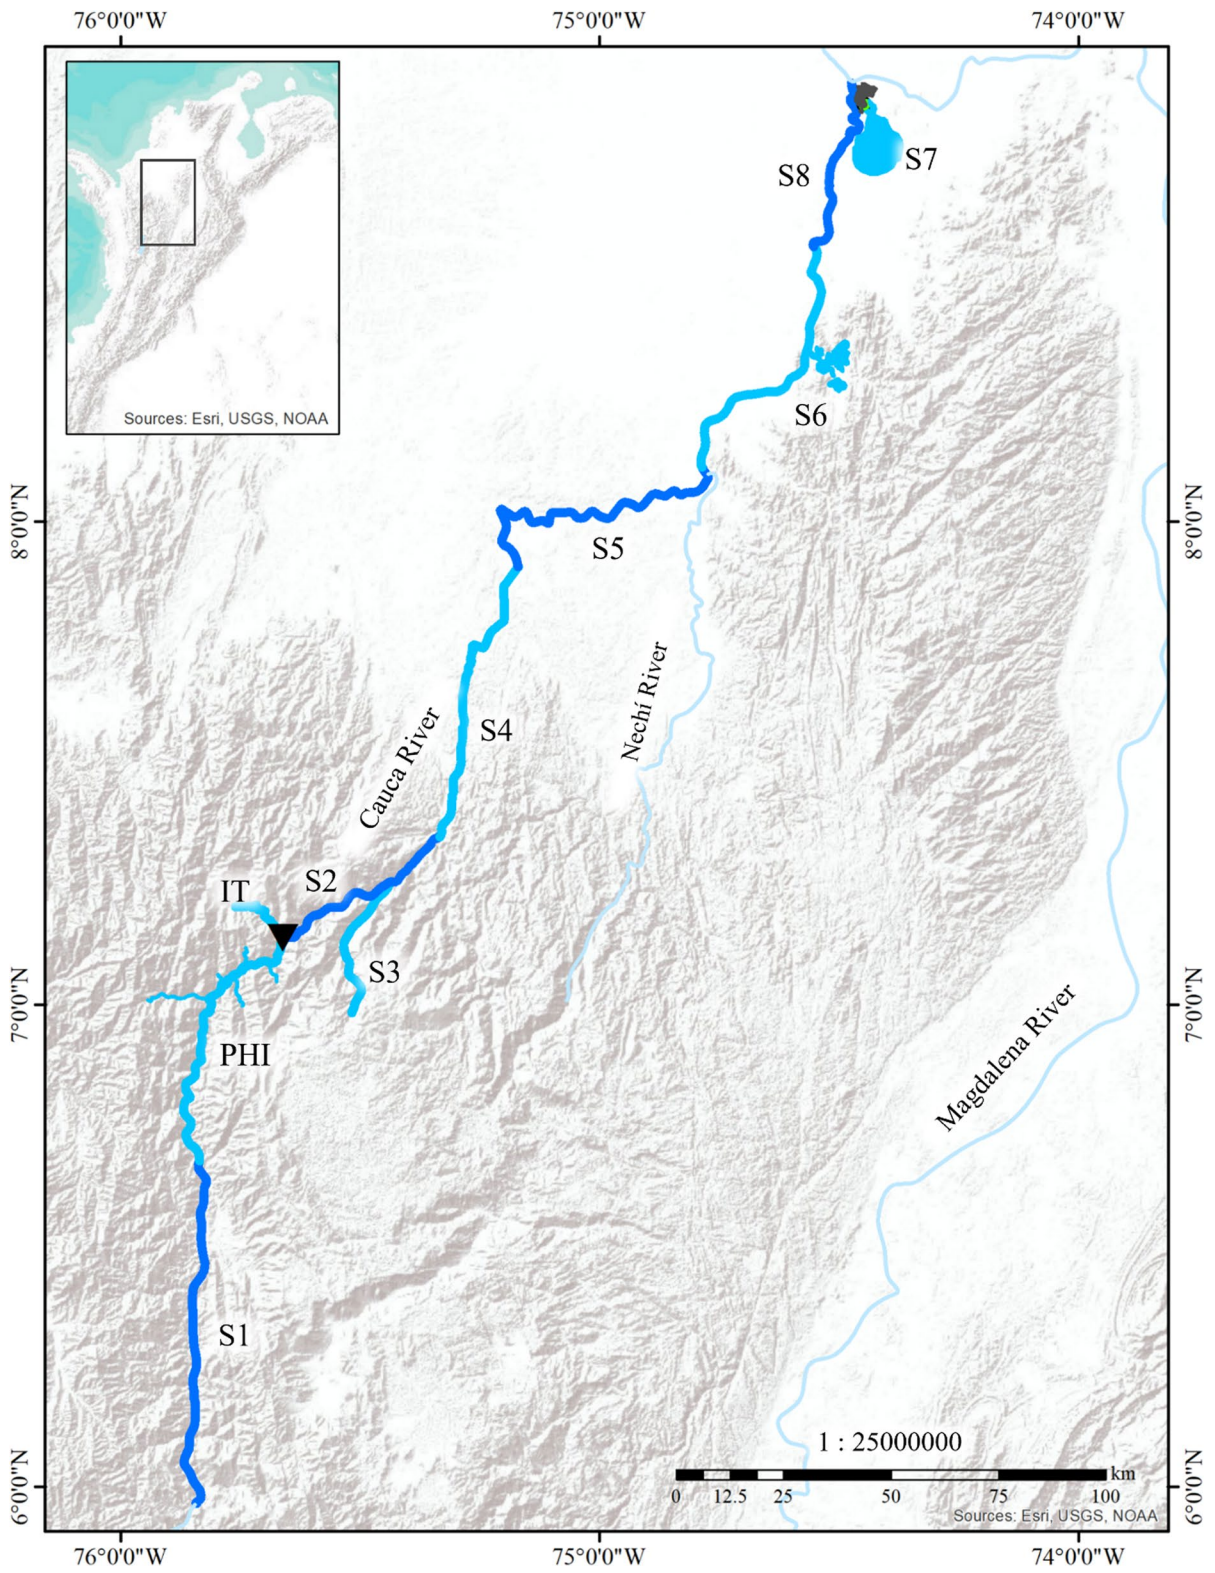 76°0'0"W 75°0'0"W 74°0'0"W
Sources: Esri, USGS, NOAA
S7
S8
S6
8°0'0"N 8°0'0"N
S5
Nechí River
Cauca River
S4
S2
IT
S3
7°0'0"N 7°0'0"N
PHI
Magdalena River
S1
1 : 25000000
km
0 12.5 25 50 75 100
6°0'0"N 6°0'0"N
Sources: Esri, USGS, NOAA
76°0'0"W 75°0'0"W 74°0'0"W